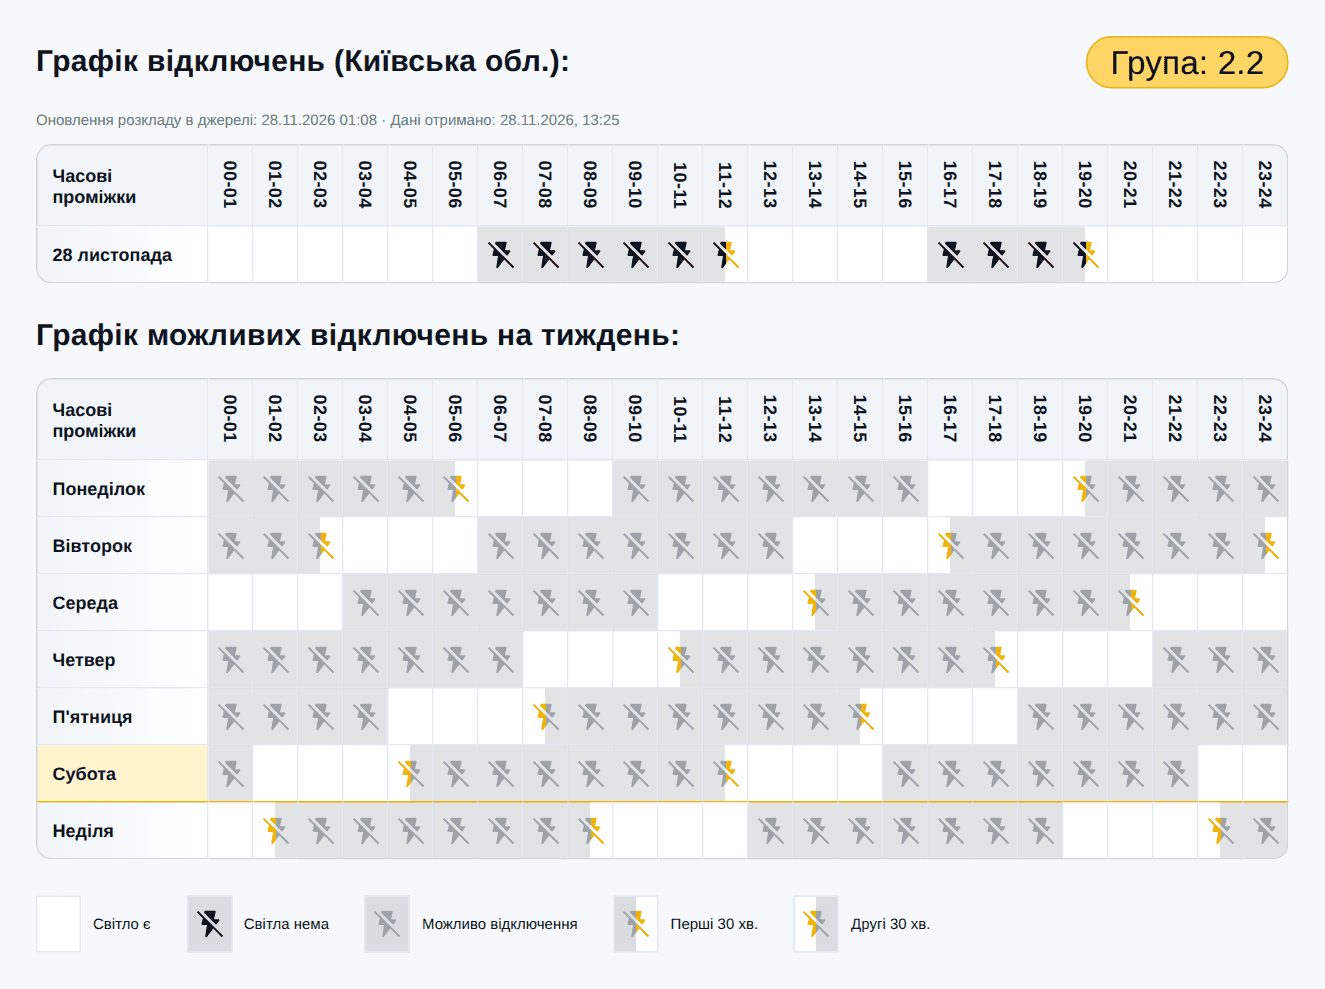 Графік відключень (Київська обл.):
Група: 2.2
Оновлення розкладу в джерелі: 28.11.2026 01:08 · Дані отримано: 28.11.2026, 13:25
Часові
проміжки
00-01 01-02 02-03 03-04 04-05 05-06 06-07 07-08 08-09 09-10 10-11 11-12 12-13 13-14 14-15 15-16 16-17 17-18 18-19 19-20 20-21 21-22 22-23 23-24
28 листопада
Графік можливих відключень на тиждень:
Часові
проміжки
00-01 01-02 02-03 03-04 04-05 05-06 06-07 07-08 08-09 09-10 10-11 11-12 12-13 13-14 14-15 15-16 16-17 17-18 18-19 19-20 20-21 21-22 22-23 23-24
Понеділок
Вівторок
Середа
Четвер
П'ятниця
Субота
Неділя
Світло є
Світла нема
Можливо відключення
Перші 30 хв.
Другі 30 хв.